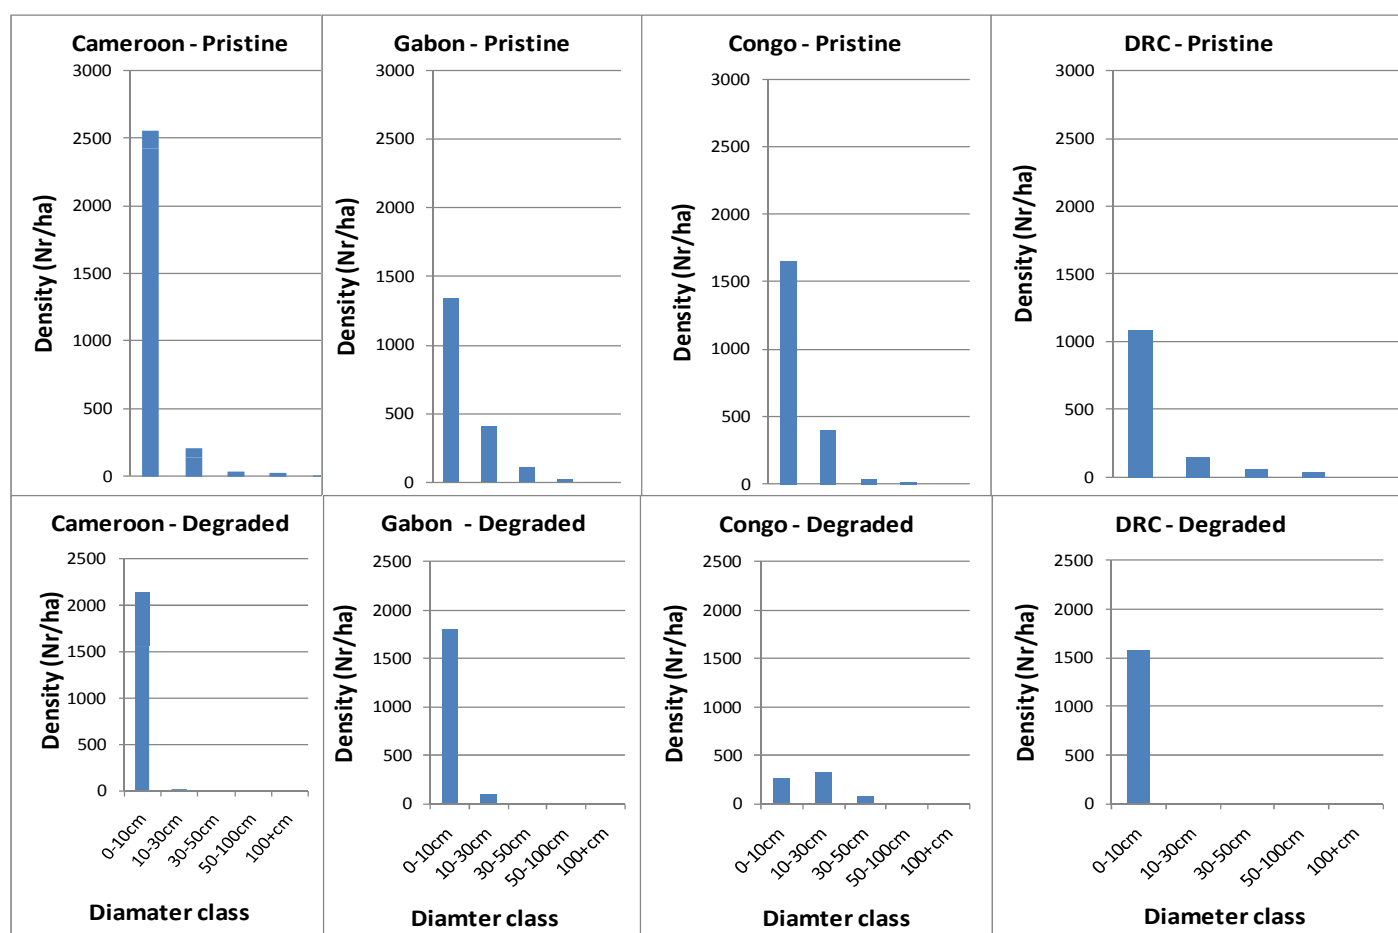 Cameroon - Pristine
3000
2500
2000
1500
1000
500
0
Density (Nr/ha)
Gabon - Pristine
3000
2500
2000
1500
1000
500
0
Density (Nr/ha)
Congo - Pristine
3000
2500
2000
1500
1000
500
0
Density (Nr/ha)
DRC - Pristine
3000
2500
2000
1500
1000
500
0
Density (Nr/ha)
Cameroon - Degraded
2500
2000
1500
1000
500
0
Density (Nr/ha)
0-10cm
10-30cm
30-50cm
50-100cm
100+cm
Diamater class
Gabon - Degraded
2500
2000
1500
1000
500
0
Density (Nr/ha)
0-10cm
10-30cm
30-50cm
50-100cm
100+cm
Diamter class
Congo - Degraded
2500
2000
1500
1000
500
0
Density (Nr/ha)
0-10cm
10-30cm
30-50cm
50-100cm
100+cm
Diamter class
DRC - Degraded
2500
2000
1500
1000
500
0
Density (Nr/ha)
0-10cm
10-30cm
30-50cm
50-100cm
100+cm
Diameter class